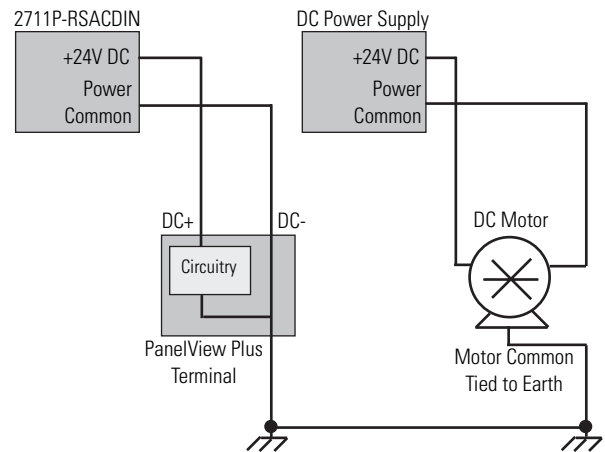 2711P-RSACDIN
+24V DC
Power
Common
DC Power Supply
+24V DC
Power
Common
DC+
DC-
Circuitry
PanelView Plus
Terminal
DC Motor
Motor Common
Tied to Earth